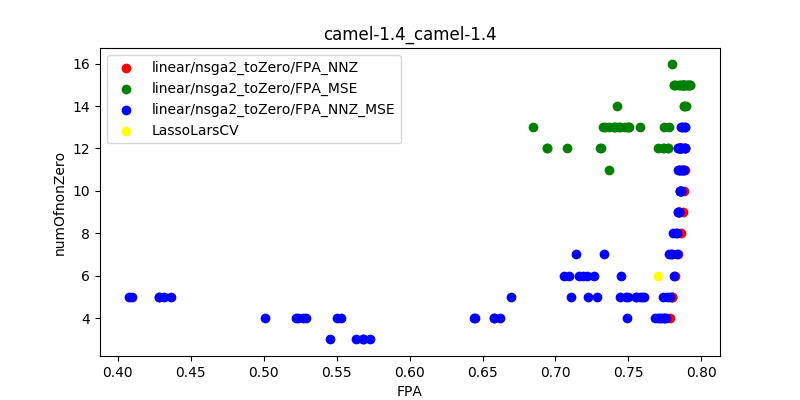 camel-1.4_camel-1.4
linear/nsga2_toZero/FPA_NNZ
linear/nsga2_toZero/FPA_MSE
linear/nsga2_toZero/FPA_NNZ_MSE
LassoLarsCV
numOfnonZero
16
14
12
10
8
6
4
0.40 0.45 0.50 0.55 0.60 0.65 0.70 0.75 0.80
FPA